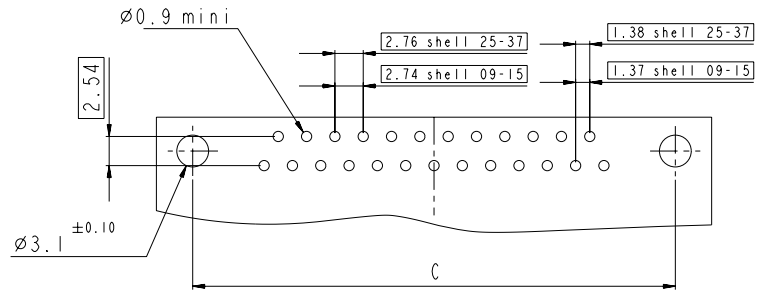 Ø0.9 mini
2.76 shell 25-37
1.38 shell 25-37
2.74 shell 09-15
1.37 shell 09-15
2.54
Ø3.1 ±0.10
C